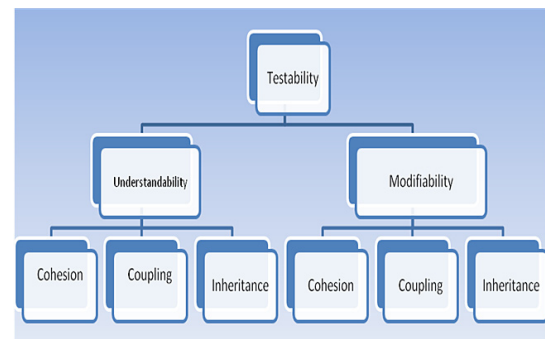 Testability
Understandability
Modifiability
Cohesion
Coupling
Inheritance
Cohesion
Coupling
Inheritance